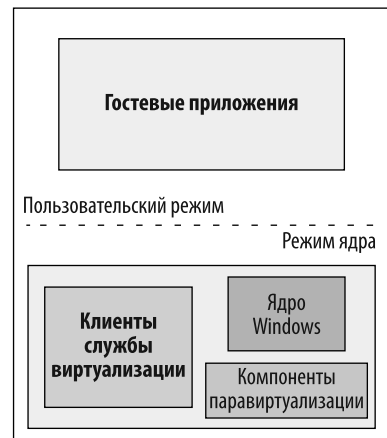 Гостевые приложения
Пользовательский режим
Режим ядра
Клиенты
службы
виртуализации
Ядро
Windows
Компоненты
паравиртуализации